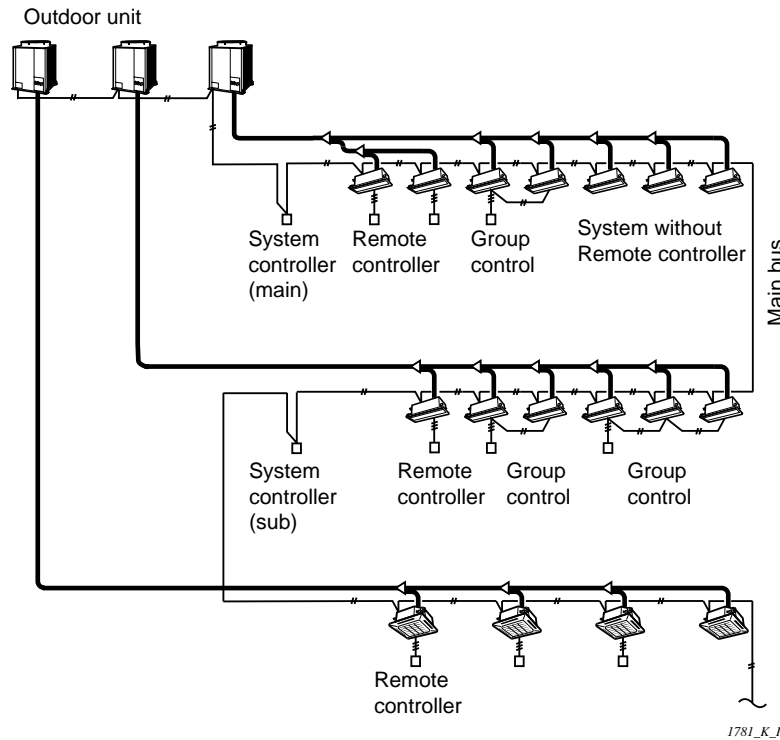 Outdoor unit
System
controller
(main)
Remote
controller
Group
control
System without
Remote controller
Main bus
System
controller
(sub)
Remote
controller
Group
control
Group
control
Remote
controller